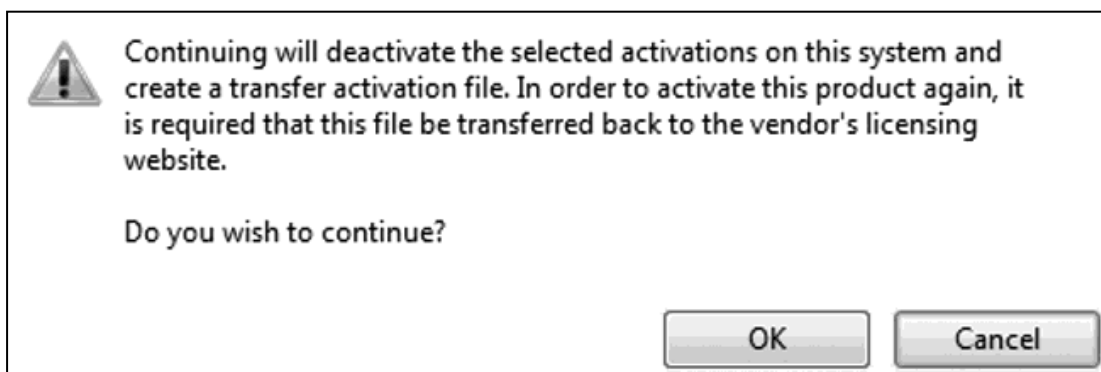 Continuing will deactivate the selected activations on this system and
create a transfer activation file. In order to activate this product again, it
is required that this file be transferred back to the vendor's licensing
website.
Do you wish to continue?
OK
Cancel